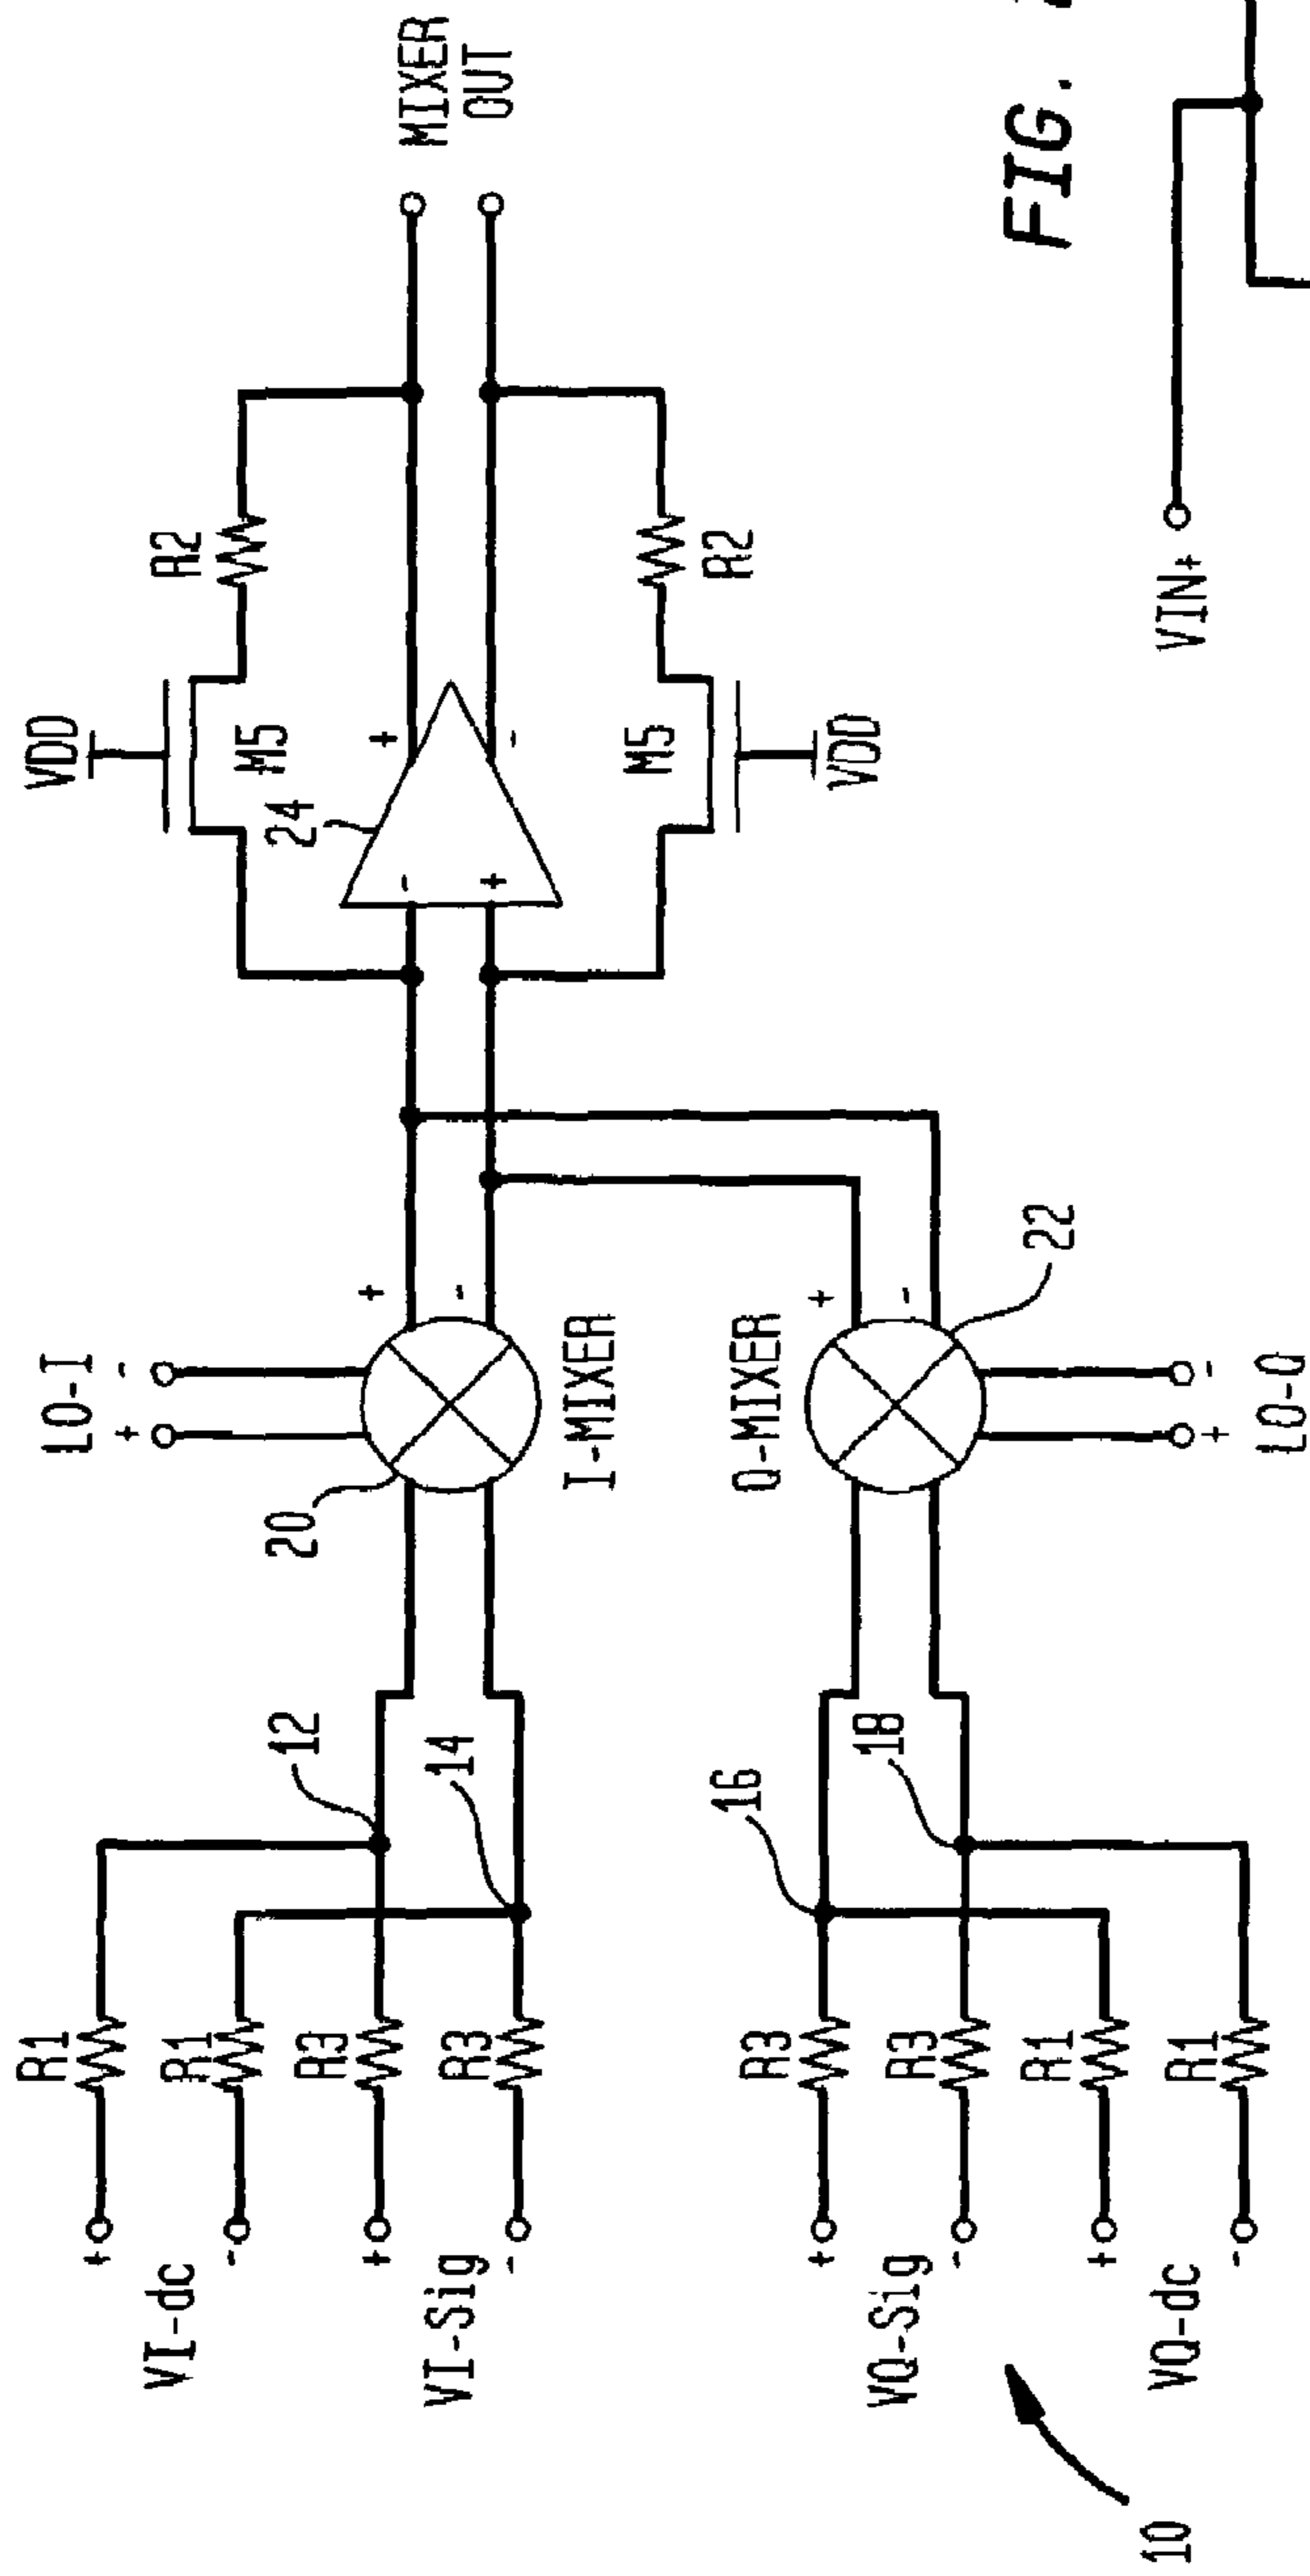 VDD
MIXER
OUT
R2
M5
24
+
-
-
+
M5
R2
VDD
LO-I
+ -
20
I-MIXER
+
-
R1
R1
R3
R3
+
VI-dc
-
+
VI-Sig
-
12
14
Q-MIXER
+
-
22
+ -
LO-Q
16
18
R3
R3
R1
R1
+
VQ-Sig
-
+
VQ-dc
-
10
FIG.
VIN+